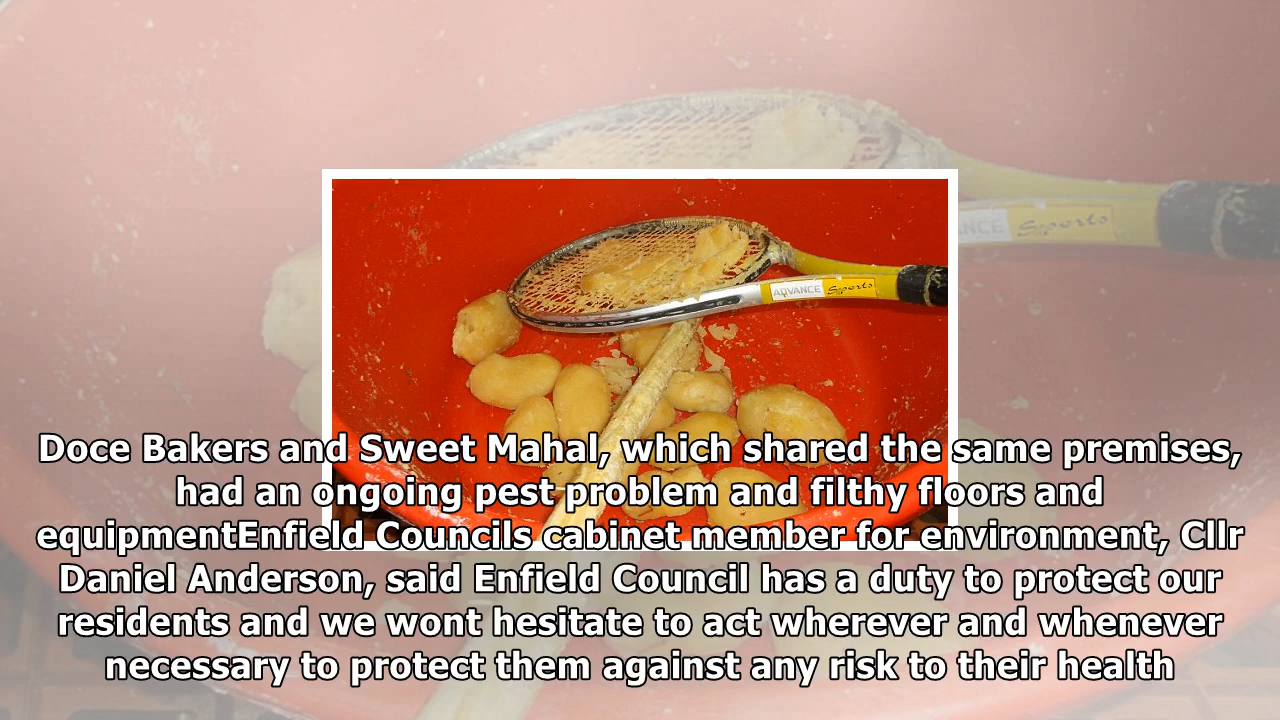 ANCE Sports
ADVANCE Sports
Doce Bakers and Sweet Mahal, which shared the same premises,
had an ongoing pest problem and filthy floors and
equipmentEnfield Councils cabinet member for environment, Cllr
Daniel Anderson, said Enfield Council has a duty to protect our
residents and we wont hesitate to act wherever and whenever
necessary to protect them against any risk to their health